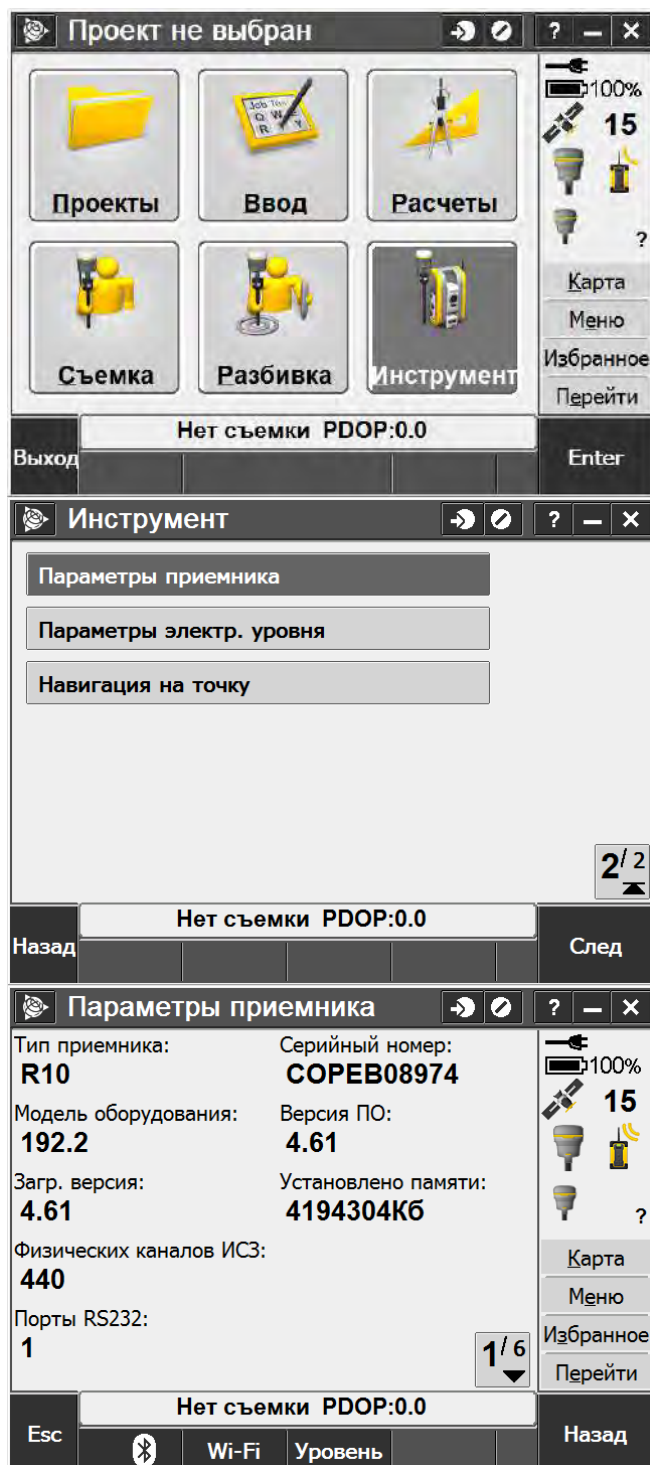 Проект не выбран
? – ×
100%
15
Job
Q W
R Y
Проекты
Ввод
Расчеты
?
Съемка
Разбивка
Инструмент
Карта
Меню
Избранное
Перейти
Нет съемки PDOP:0.0
Выход
Enter
Инструмент
? – ×
Параметры приемника
Параметры электр. уровня
Навигация на точку
2/2
Нет съемки PDOP:0.0
Назад
След
Параметры приемника
? – ×
Тип приемника: Серийный номер:
R10 COPEB08974
Модель оборудования: Версия ПО:
192.2 4.61
Загр. версия: Установлено памяти:
4.61 4194304Кб
Физических каналов ИСЗ:
440
Порты RS232:
1
1/6
100%
15
?
Карта
Меню
Избранное
Перейти
Нет съемки PDOP:0.0
Esc
Wi-Fi Уровень
Назад